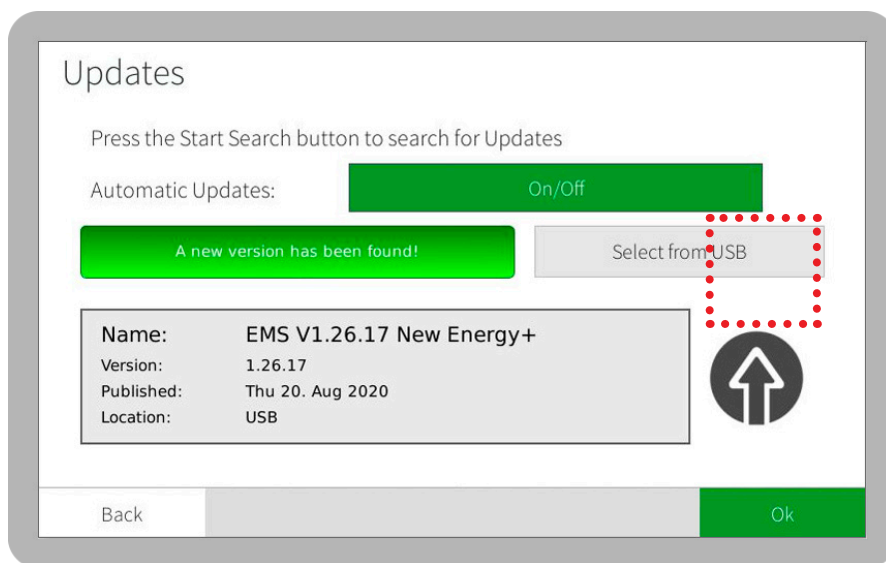 Updates
Press the Start Search button to search for Updates
Automatic Updates: On/Off
A new version has been found! Select from USB
Name: EMS V1.26.17 New Energy+
Version: 1.26.17
Published: Thu 20. Aug 2020
Location: USB
Back Ok